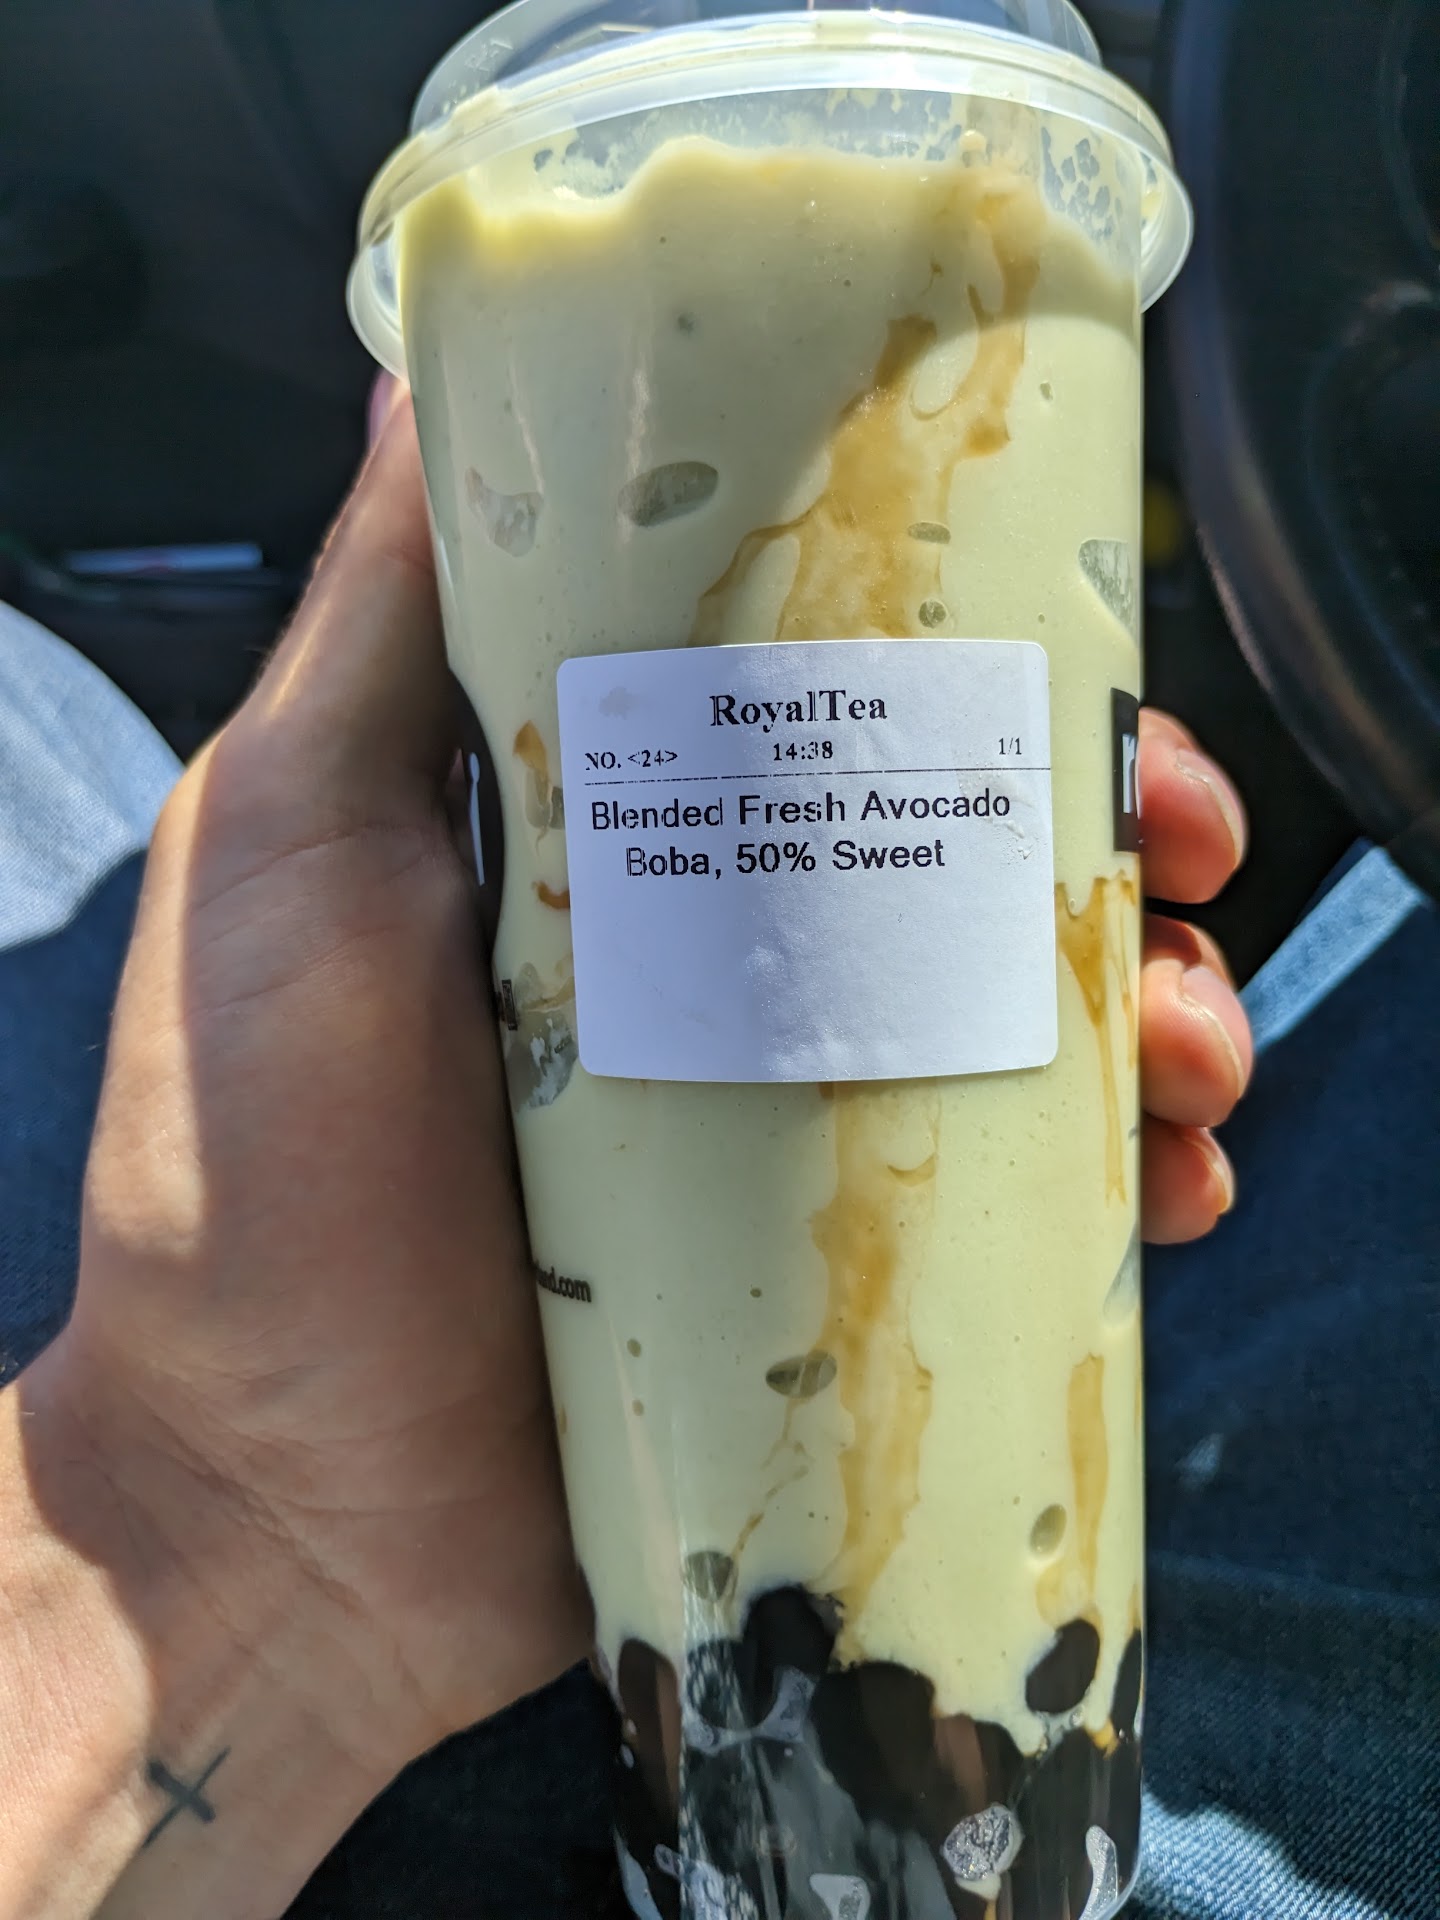 RoyalTea
NO. <24> 14:38 1/1
Blended Fresh Avocado
Boba, 50% Sweet